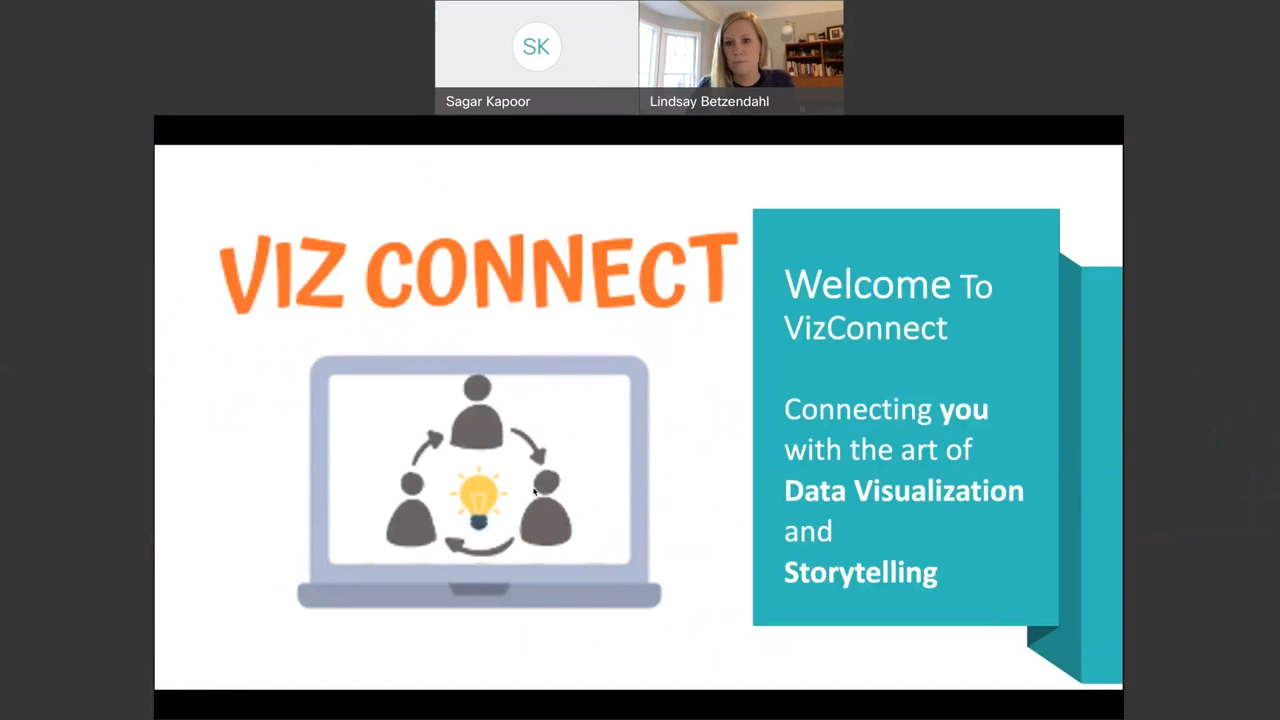 SK
Sagar Kapoor
Lindsay Betzendahl
VIZ CONNECT
Welcome To
VizConnect
Connecting you
with the art of
Data Visualization
and
Storytelling